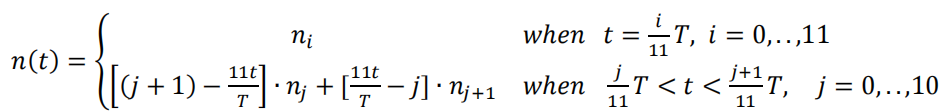 n(t) = { n_i when t = i/11 T, i = 0,..,11
[(j + 1) − 11t/T] · n_j + [11t/T − j] · n_{j+1} when j/11 T < t < j+1/11 T, j = 0,..,10